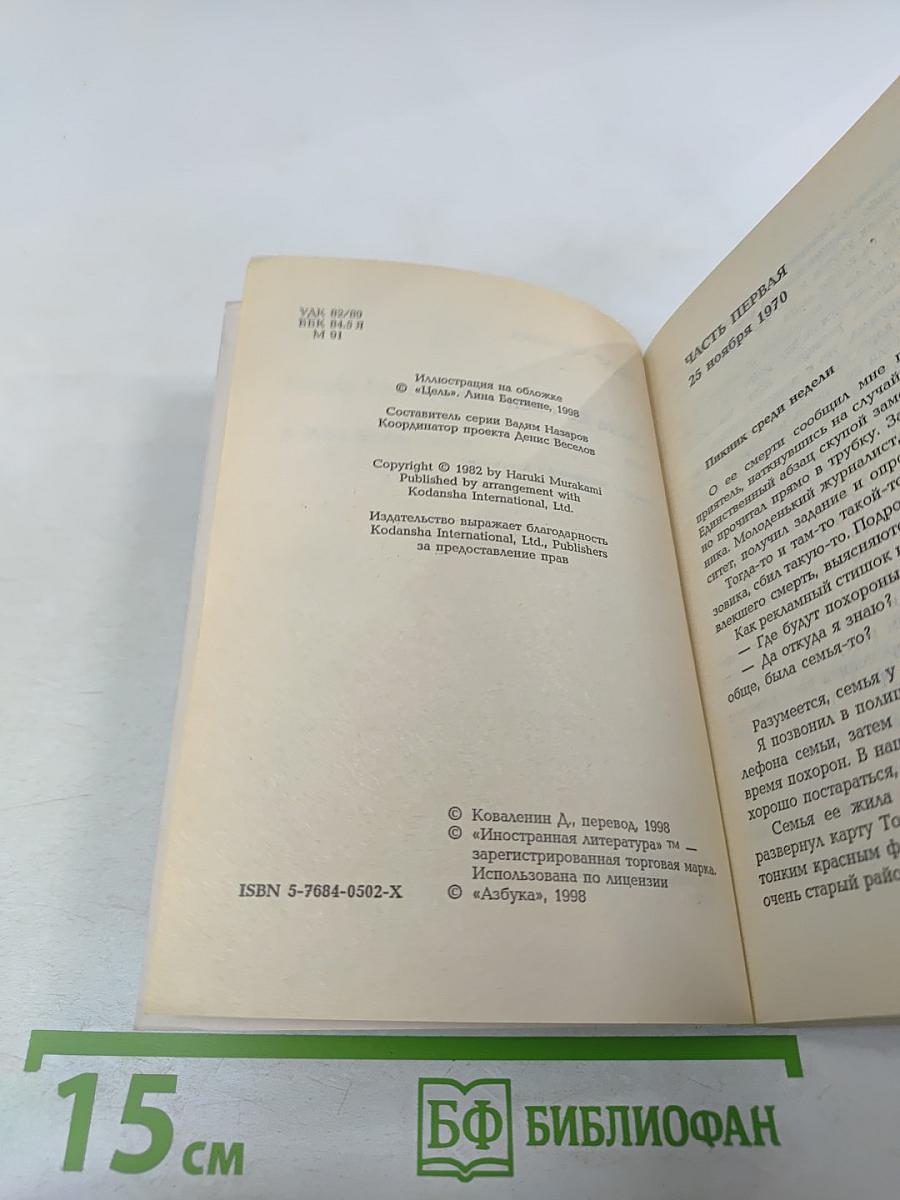 УДК 82/89
ББК 84.5 Я
М 91
Иллюстрация на обложке
© «Цель». Лина Бастиене, 1998
Составитель серии Вадим Назаров
Координатор проекта Денис Веселов
Copyright © 1982 by Haruki Murakami
Published by arrangement with
Kodansha International, Ltd.
Издательство выражает благодарность
Kodansha International, Ltd., Publishers
за предоставление прав
© Коваленин Д., перевод, 1998
© «Иностранная литература» ™ —
зарегистрированная торговая марка.
Использована по лицензии
ISBN 5-7684-0502-X
© «Азбука», 1998
ЧАСТЬ ПЕРВАЯ
25 ноября 1970
Пикник среди недели
О ее смерти сообщил мне
приятель, наткнувшись на случай
Единственный абзац скупой заме
но прочитал прямо в трубку. За
ника. Молоденький журналист,
ситет, получил задание и опро
Тогда-то и там-то такой-то
зовика, сбил такую-то. Подро
влекшего смерть, выясняютс
Как рекламный стишок
— Где будут похороны
— Да откуда я знаю?
обще, была семья-то?
Разумеется, семья у
Я позвонил в полиц
лефона семьи, затем
время похорон. В наш
хорошо постараться,
Семья ее жила
развернул карту То
тонким красным ф
очень старый райо
15 см
БФ БИБЛИОФАН